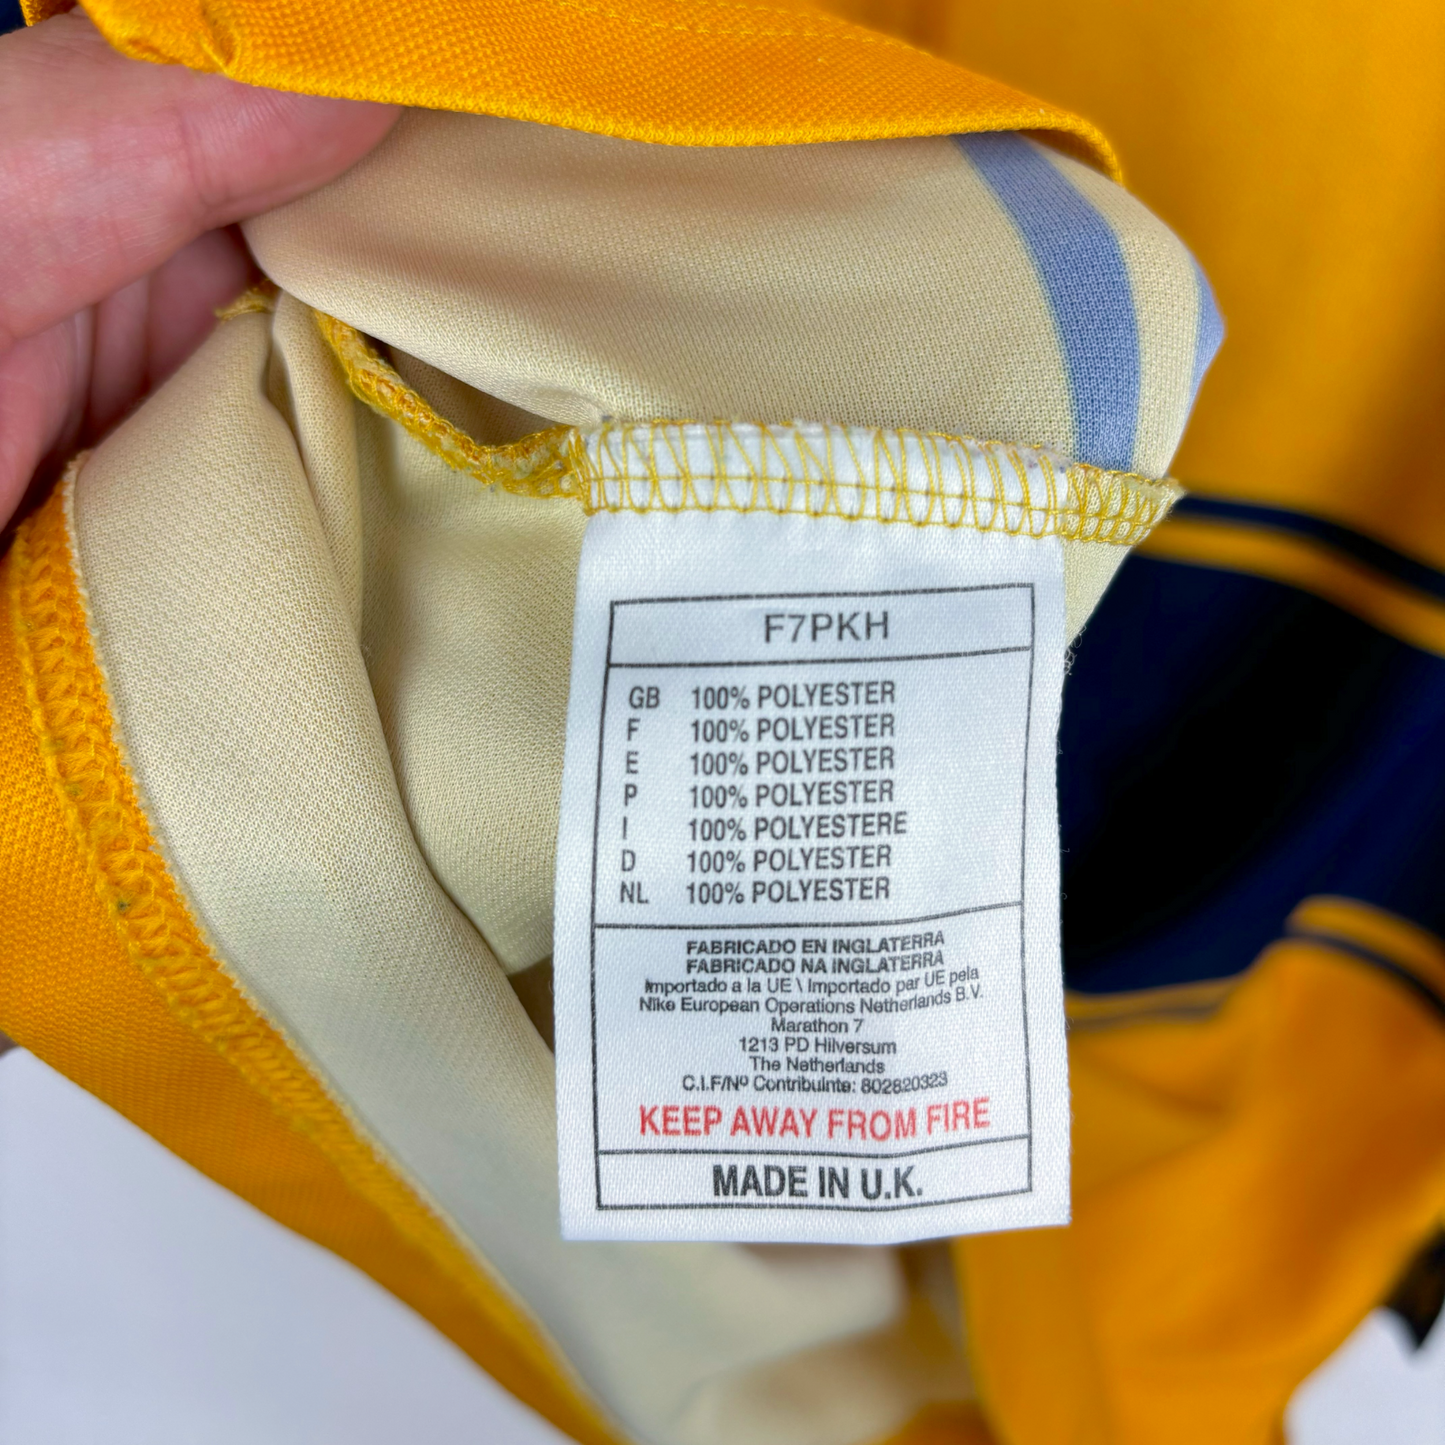 F7PKH
GB 100% POLYESTER
F 100% POLYESTER
E 100% POLYESTER
P 100% POLYESTER
I 100% POLYESTERE
D 100% POLYESTER
NL 100% POLYESTER
FABRICADO EN INGLATERRA
FABRICADO NA INGLATERRA
Importado a la UE \ Importado par UE pela
Nike European Operations Netherlands B.V.
Marathon 7
1213 PD Hilversum
The Netherlands
C.I.F/Nº Contribuinte: 802820323
KEEP AWAY FROM FIRE
MADE IN U.K.